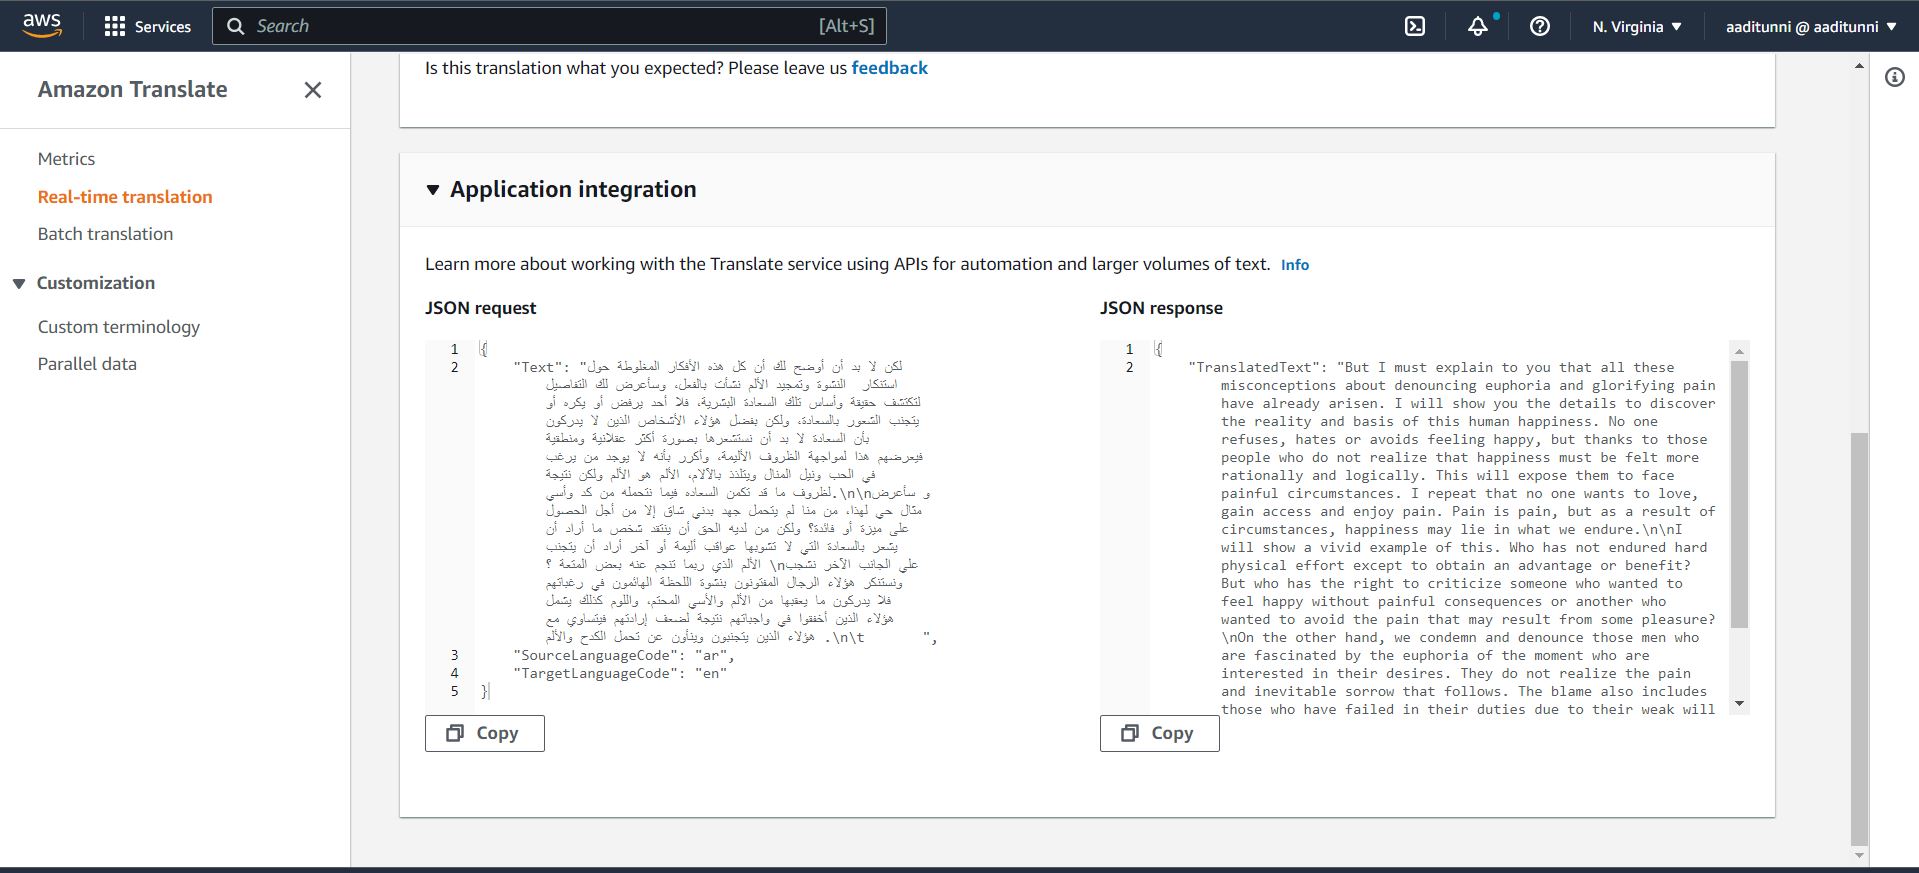 aws
Services
Search
[Alt+S]
N. Virginia
aaditunni @ aaditunni
Amazon Translate
Metrics
Real-time translation
Batch translation
Customization
Custom terminology
Parallel data
Is this translation what you expected? Please leave us feedback
Application integration
Learn more about working with the Translate service using APIs for automation and larger volumes of text. Info
JSON request
1 {
2 "Text": "لكن لا بد أن أوضح لك أن كل هذه الأفكار المغلوطة حول
استنكار  النشوة وتمجيد الألم نشأت بالفعل، وسأعرض لك التفاصيل
لتكتشف حقيقة وأساس تلك السعادة البشرية، فلا أحد يرفض أو يكره أو
يتجنب الشعور بالسعادة، ولكن بفضل هؤلاء الأشخاص الذين لا يدركون
بأن السعادة لا بد أن نستشعرها بصورة أكثر عقلانية ومنطقية
فيعرضهم هذا لمواجهة الظروف الأليمة، وأكرر بأنه لا يوجد من يرغب
في الحب ونيل المنال ويتلذذ بالآلام، الألم هو الألم ولكن نتيجة
لظروف ما قد تكمن السعاده فيما نتحمله من كد وأسي.\n\nو سأعرض
مثال حي لهذا، من منا لم يتحمل جهد بدني شاق إلا من أجل الحصول
على ميزة أو فائدة؟ ولكن من لديه الحق أن ينتقد شخص ما أراد أن
يشعر بالسعادة التي لا تشوبها عواقب أليمة أو آخر أراد أن يتجنب
الألم الذي ربما تنجم عنه بعض المتعة ؟ \nعلي الجانب الآخر نشجب
ونستنكر هؤلاء الرجال المفتونون بنشوة اللحظة الهائمون في رغباتهم
فلا يدركون ما يعقبها من الألم والأسي المحتم، واللوم كذلك يشمل
هؤلاء الذين أخفقوا في واجباتهم نتيجة لضعف إرادتهم فيتساوي مع
هؤلاء الذين يتجنبون وينأون عن تحمل الكدح والألم .\n\t ",
3 "SourceLanguageCode": "ar",
4 "TargetLanguageCode": "en"
5 }
Copy
JSON response
1 {
2 "TranslatedText": "But I must explain to you that all these
misconceptions about denouncing euphoria and glorifying pain
have already arisen. I will show you the details to discover
the reality and basis of this human happiness. No one
refuses, hates or avoids feeling happy, but thanks to those
people who do not realize that happiness must be felt more
rationally and logically. This will expose them to face
painful circumstances. I repeat that no one wants to love,
gain access and enjoy pain. Pain is pain, but as a result of
circumstances, happiness may lie in what we endure.\n\nI
will show a vivid example of this. Who has not endured hard
physical effort except to obtain an advantage or benefit?
But who has the right to criticize someone who wanted to
feel happy without painful consequences or another who
wanted to avoid the pain that may result from some pleasure?
\nOn the other hand, we condemn and denounce those men who
are fascinated by the euphoria of the moment who are
interested in their desires. They do not realize the pain
and inevitable sorrow that follows. The blame also includes
those who have failed in their duties due to their weak will
Copy